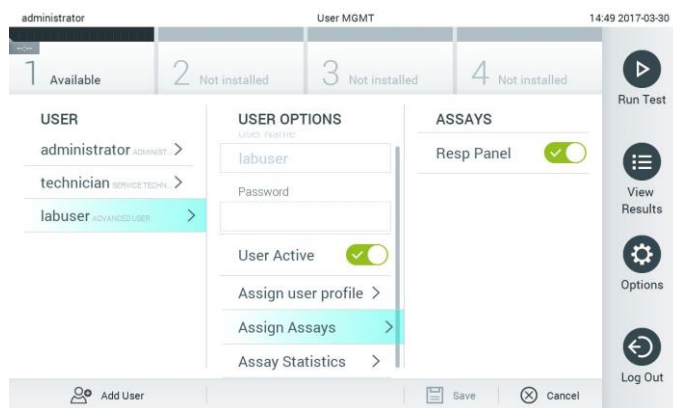 administrator User MGMT 14:49 2017-03-30
--:--
1 Available 2 Not installed 3 Not installed 4 Not installed
Run Test
USER USER OPTIONS ASSAYS
User Name
administrator ADMINIST... >
labuser
Resp Panel
technician SERVICE TECHN... >
Password
View
Results
labuser ADVANCED USER >
User Active
Options
Assign user profile >
Assign Assays >
Assay Statistics >
Log Out
Add User Save Cancel